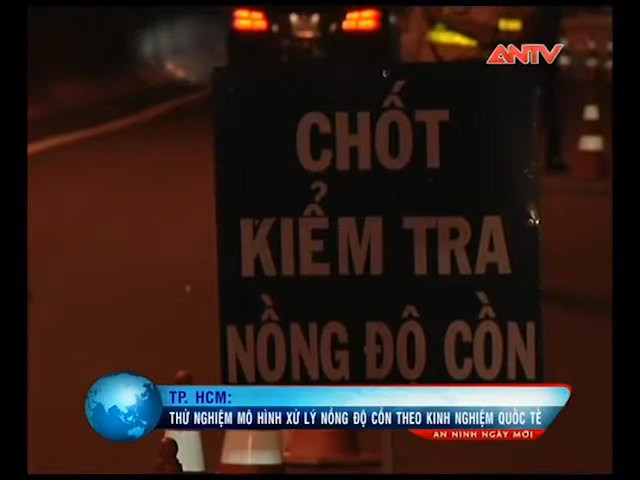 ANTV
CHỐT
KIỂM TRA
NỒNG ĐỘ CỒN
TP. HCM:
THỬ NGHIỆM MÔ HÌNH XỬ LÝ NỒNG ĐỘ CỒN THEO KINH NGHIỆM QUỐC TẾ
AN NINH NGÀY MỚI